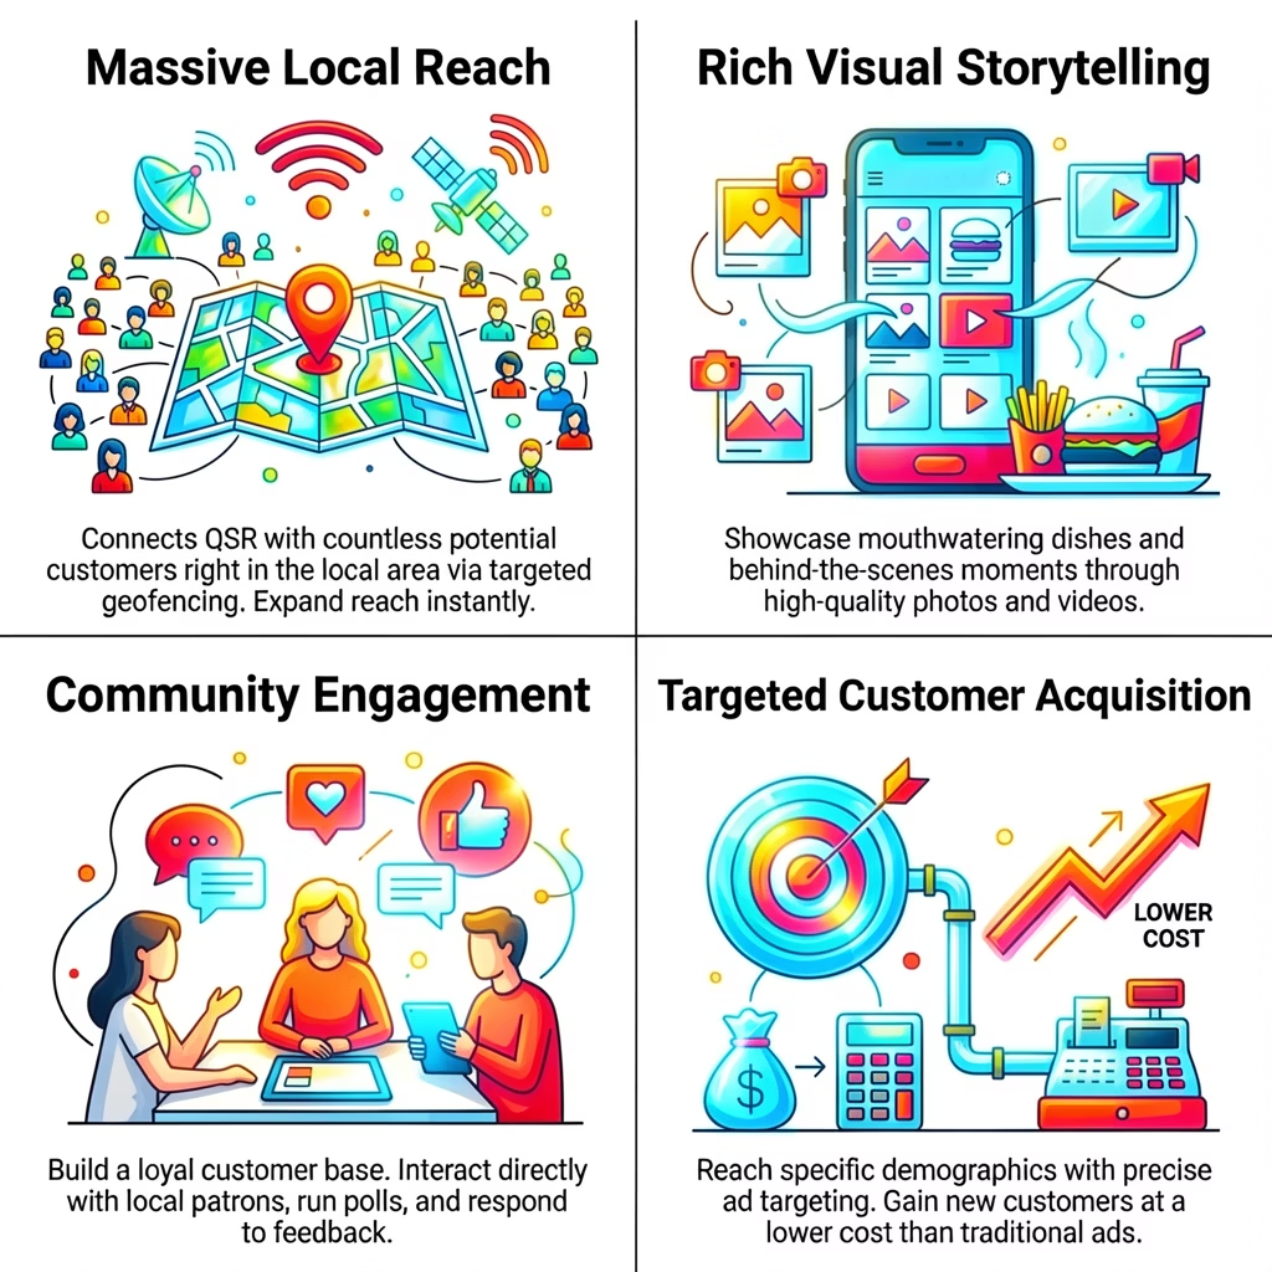 Massive Local Reach
Connects QSR with countless potential
customers right in the local area via targeted
geofencing. Expand reach instantly.
Rich Visual Storytelling
Showcase mouthwatering dishes and
behind-the-scenes moments through
high-quality photos and videos.
Community Engagement
Build a loyal customer base. Interact directly
with local patrons, run polls, and respond
to feedback.
Targeted Customer Acquisition
LOWER
COST
$
Reach specific demographics with precise
ad targeting. Gain new customers at a
lower cost than traditional ads.